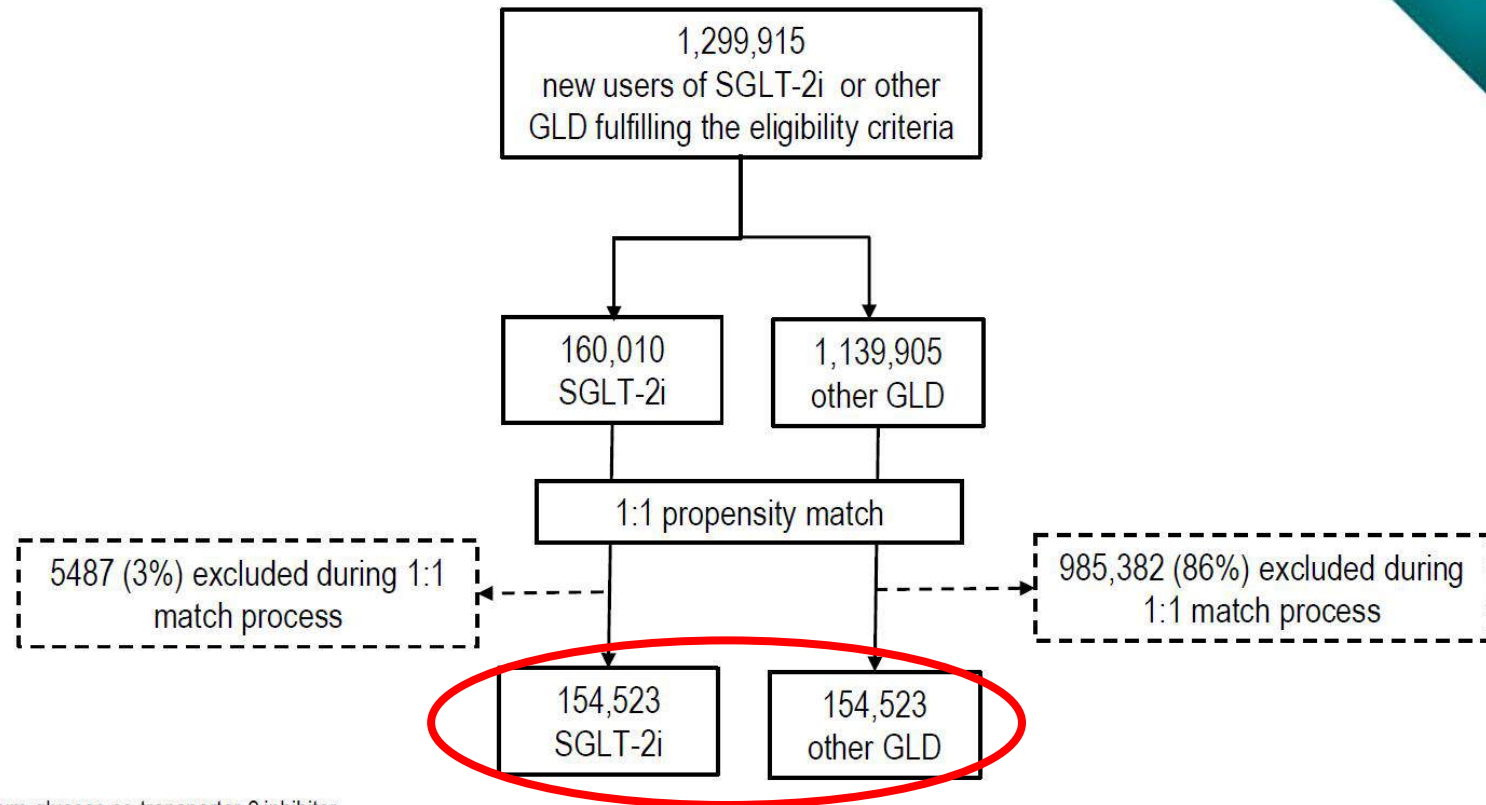 1,299,915
new users of SGLT-2i or other
GLD fulfilling the eligibility criteria
160,010
SGLT-2i
1,139,905
other GLD
1:1 propensity match
5487 (3%) excluded during 1:1
match process
985,382 (86%) excluded during
1:1 match process
154,523
SGLT-2i
154,523
other GLD